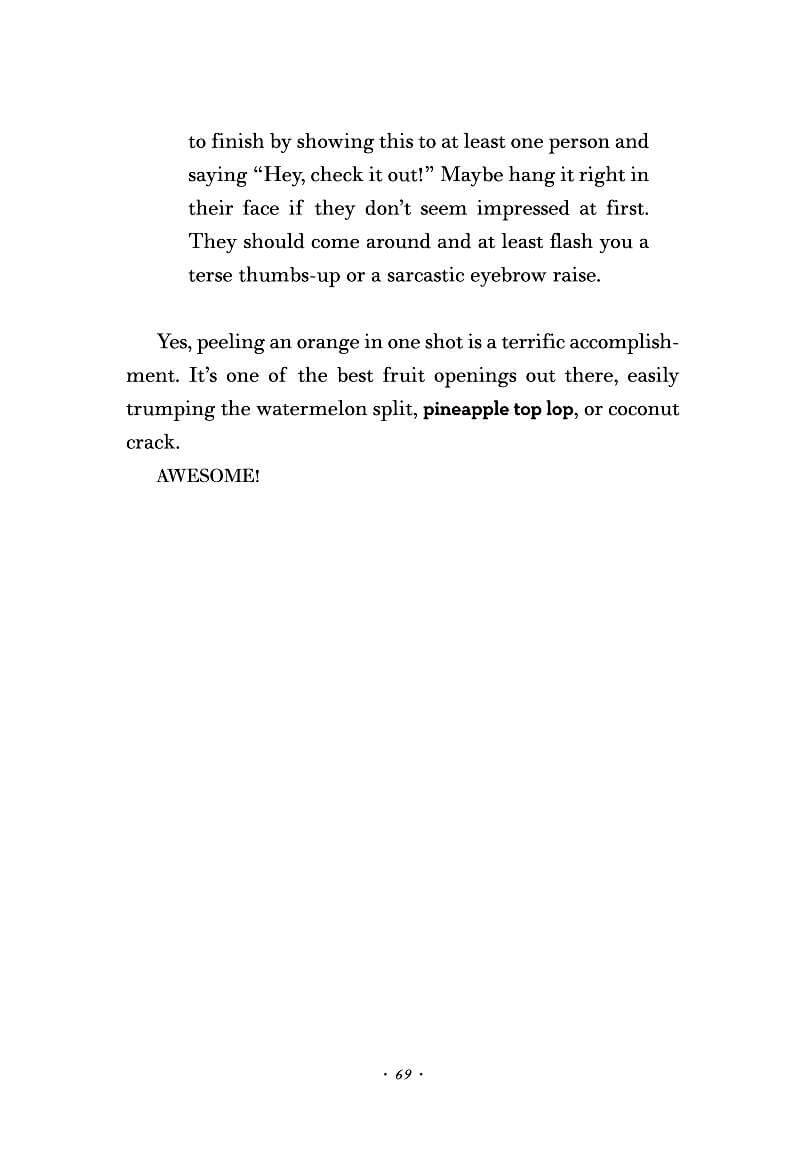 to finish by showing this to at least one person and
saying “Hey, check it out!” Maybe hang it right in
their face if they don’t seem impressed at first.
They should come around and at least flash you a
terse thumbs-up or a sarcastic eyebrow raise.
Yes, peeling an orange in one shot is a terrific accomplish-
ment. It’s one of the best fruit openings out there, easily
trumping the watermelon split, pineapple top lop, or coconut
crack.
AWESOME!
· 69 ·